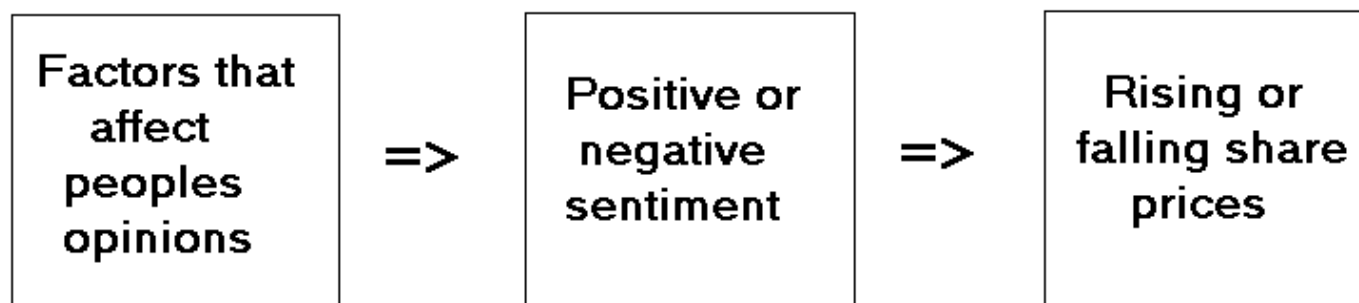 Factors that
affect
peoples
opinions
=>
Positive or
negative
sentiment
=>
Rising or
falling share
prices